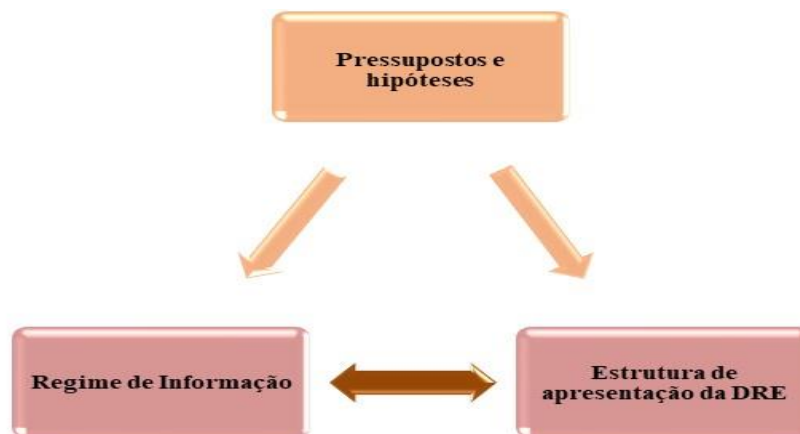 Pressupostos e
hipóteses
Regime de Informação
Estrutura de
apresentação da DRE